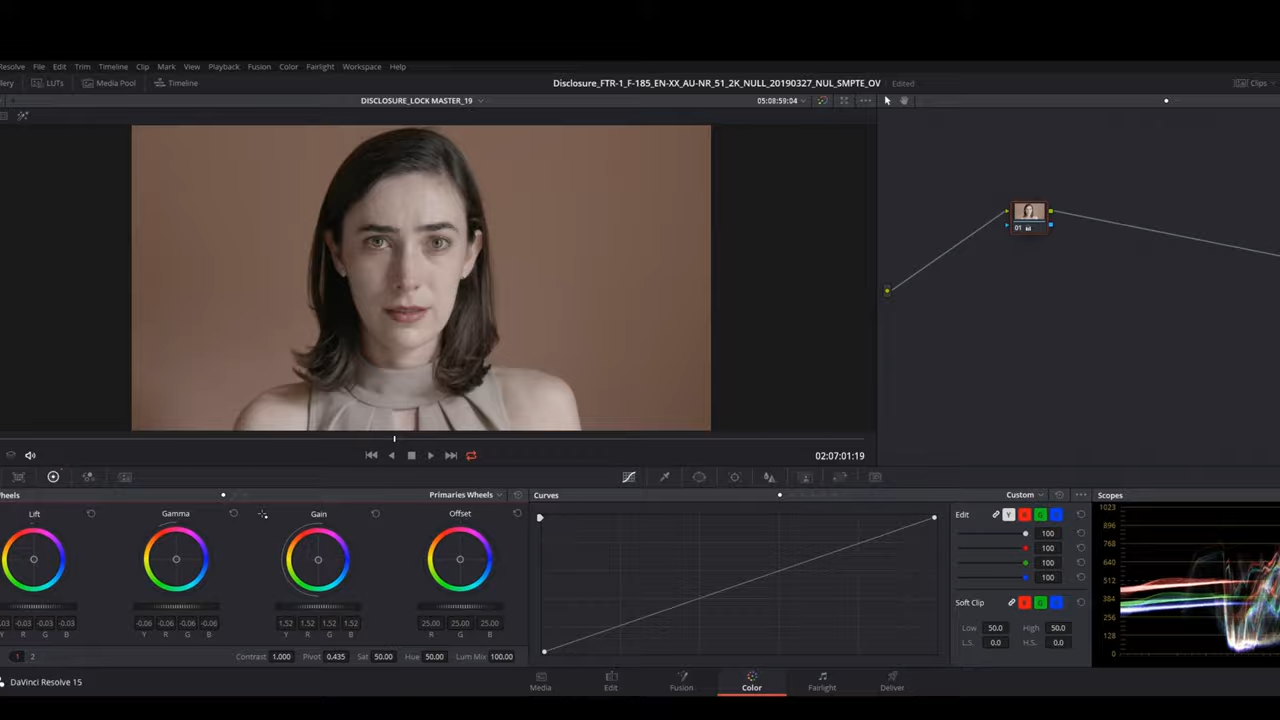 Resolve File Edit Trim Timeline Clip Mark View Playback Fusion Color Fairlight Workspace Help
LUTs Media Pool Timeline Disclosure_FTR-1_F-185_EN-XX_AU-NR_51_2K_NULL_20190327_NUL_SMPTE_OV Edited Clips
DISCLOSURE_LOCK MASTER_19 05:08:59:04
01
02:07:01:19
Wheels Primaries Wheels Curves Custom Scopes
Lift Gamma Gain Offset Edit Y R G B 1023
896
100 768
100 640
100 512
100 384
Soft Clip R G B
256
-0.03 -0.03 -0.03 -0.06 -0.06 -0.06 -0.06 1.52 1.52 1.52 1.52 25.00 25.00 25.00 Low 50.0 High 50.0
Y R G B Y R G B Y R G B R G B 128
L.S. 0.0 H.S. 0.0
0
1 2 Contrast 1.000 Pivot 0.435 Sat 50.00 Hue 50.00 Lum Mix 100.00
DaVinci Resolve 15 Media Edit Fusion Color Fairlight Deliver